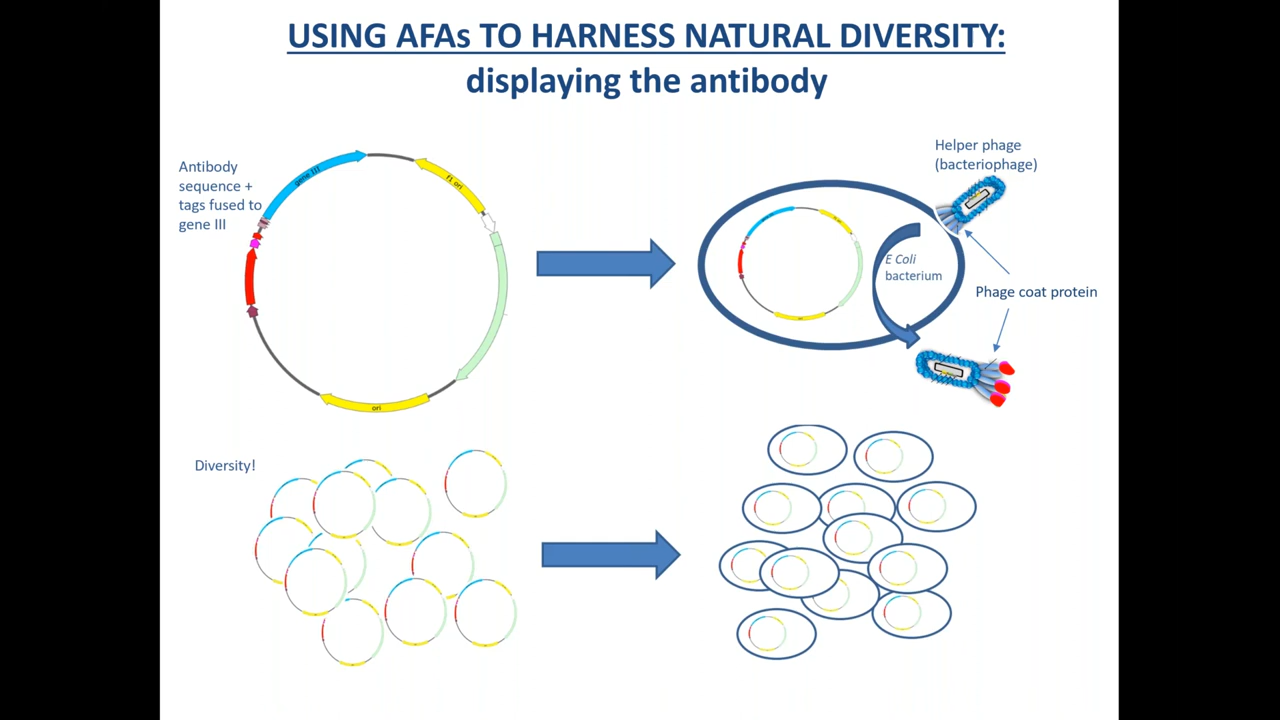 USING AFAs TO HARNESS NATURAL DIVERSITY:
displaying the antibody
Antibody
sequence +
tags fused to
gene III
gene III
f1 ori
ori
Helper phage
(bacteriophage)
E Coli
bacterium
Phage coat protein
Diversity!